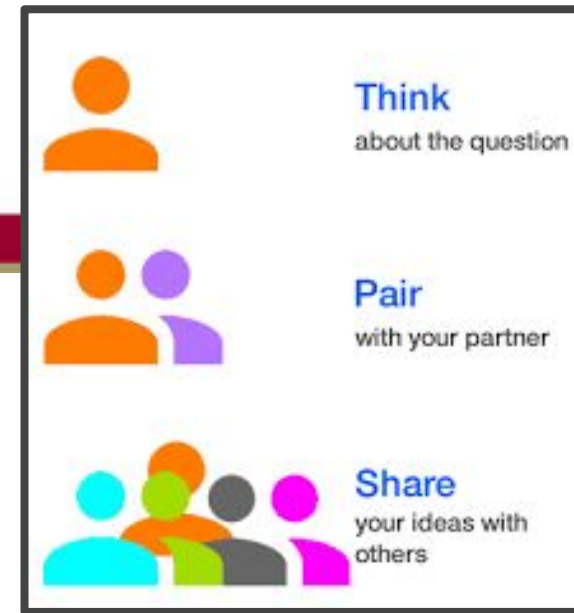 Think
about the question
Pair
with your partner
Share
your ideas with
others